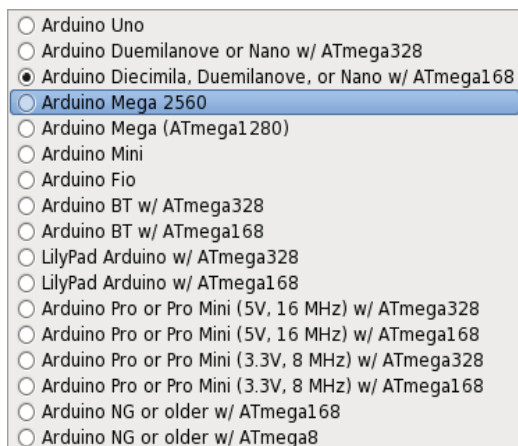 Arduino Uno
Arduino Duemilanove or Nano w/ ATmega328
Arduino Diecimila, Duemilanove, or Nano w/ ATmega168
Arduino Mega 2560
Arduino Mega (ATmega1280)
Arduino Mini
Arduino Fio
Arduino BT w/ ATmega328
Arduino BT w/ ATmega168
LilyPad Arduino w/ ATmega328
LilyPad Arduino w/ ATmega168
Arduino Pro or Pro Mini (5V, 16 MHz) w/ ATmega328
Arduino Pro or Pro Mini (5V, 16 MHz) w/ ATmega168
Arduino Pro or Pro Mini (3.3V, 8 MHz) w/ ATmega328
Arduino Pro or Pro Mini (3.3V, 8 MHz) w/ ATmega168
Arduino NG or older w/ ATmega168
Arduino NG or older w/ ATmega8